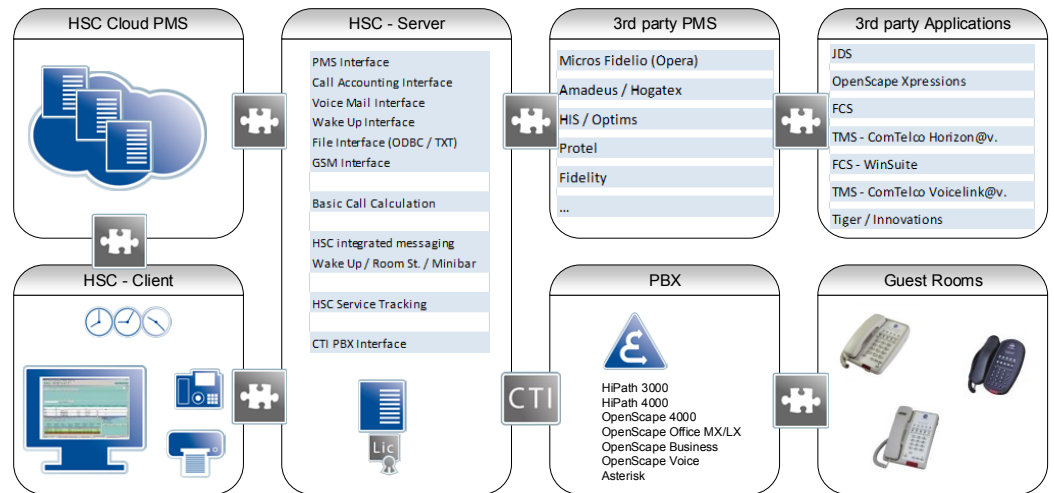 HSC Cloud PMS
HSC - Server
PMS Interface
Call Accounting Interface
Voice Mail Interface
Wake Up Interface
File Interface (ODBC / TXT)
GSM Interface
Basic Call Calculation
HSC integrated messaging
Wake Up / Room St. / Minibar
HSC Service Tracking
CTI PBX Interface
Lic
3rd party PMS
Micros Fidelio (Opera)
Amadeus / Hogatex
HIS / Optims
Protel
Fidelity
...
3rd party Applications
JDS
OpenScape Xpressions
FCS
TMS - ComTelco Horizon@v.
FCS - WinSuite
TMS - ComTelco Voicelink@v.
Tiger / Innovations
HSC - Client
CTI
PBX
HiPath 3000
HiPath 4000
OpenScape 4000
OpenScape Office MX/LX
OpenScape Business
OpenScape Voice
Asterisk
Guest Rooms